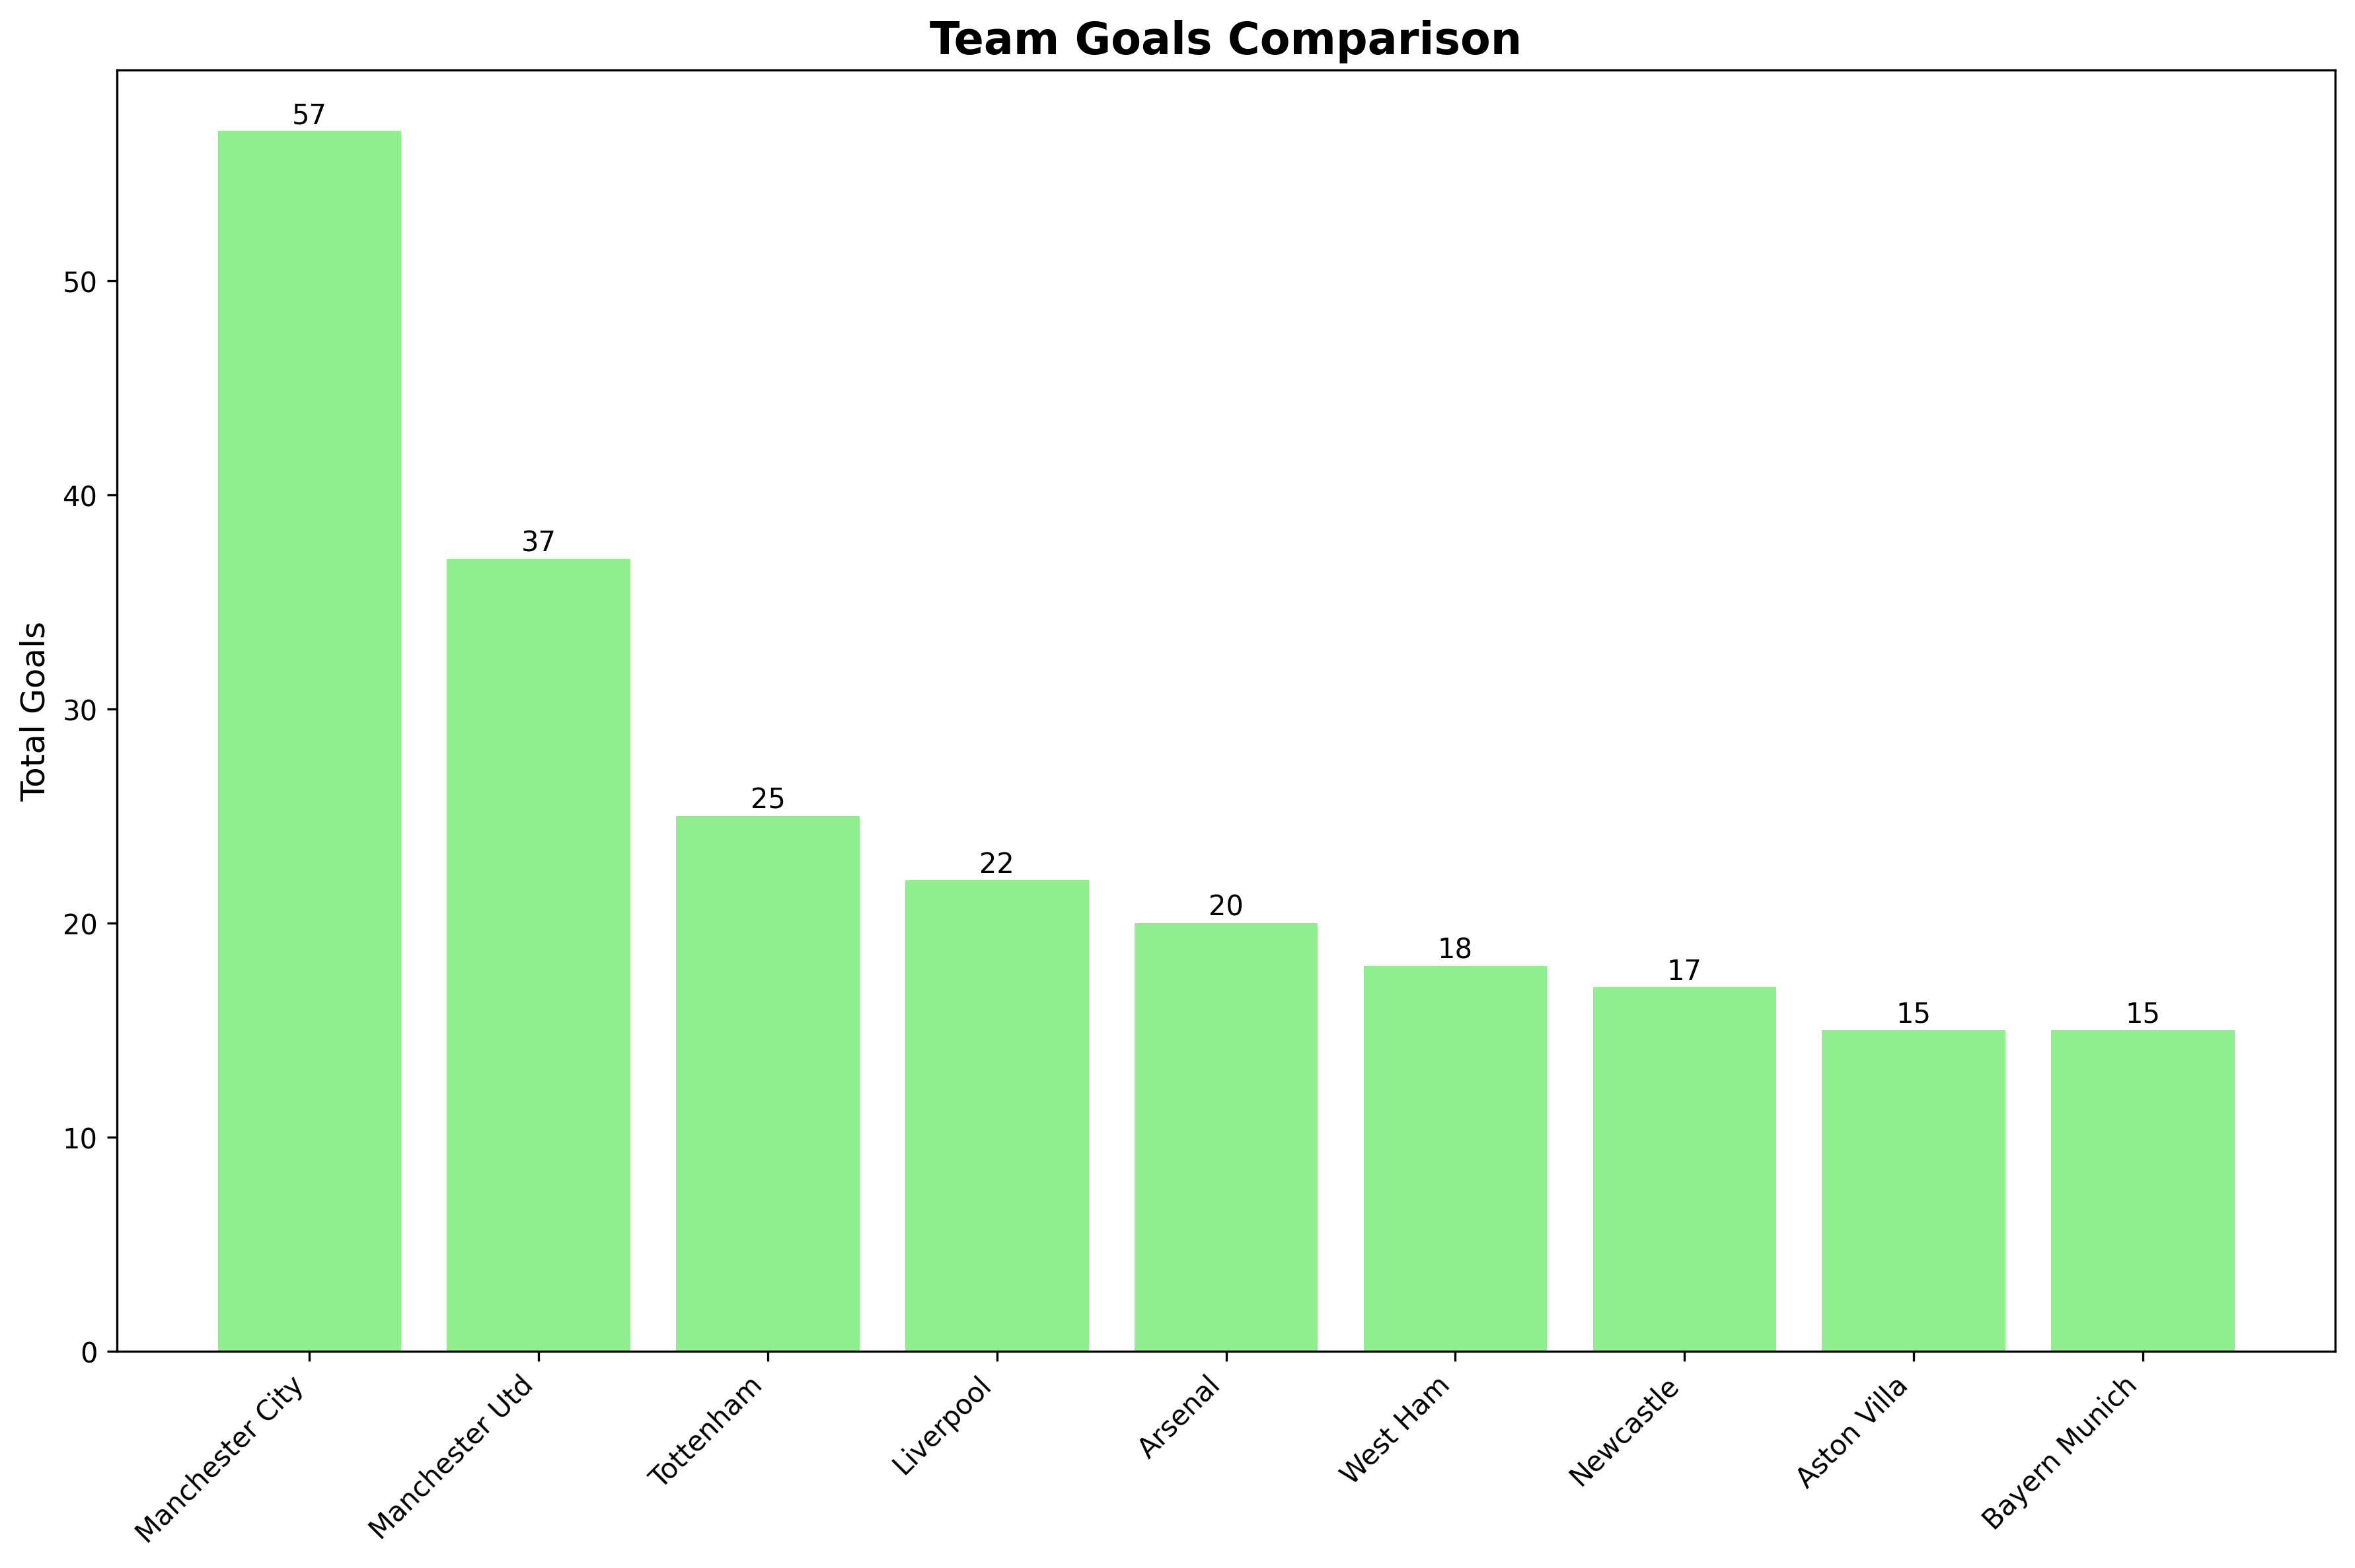 Team Goals Comparison
Total Goals
50
40
30
20
10
0
57
37
25
22
20
18
17
15
15
Manchester City
Manchester Utd
Tottenham
Liverpool
Arsenal
West Ham
Newcastle
Aston Villa
Bayern Munich